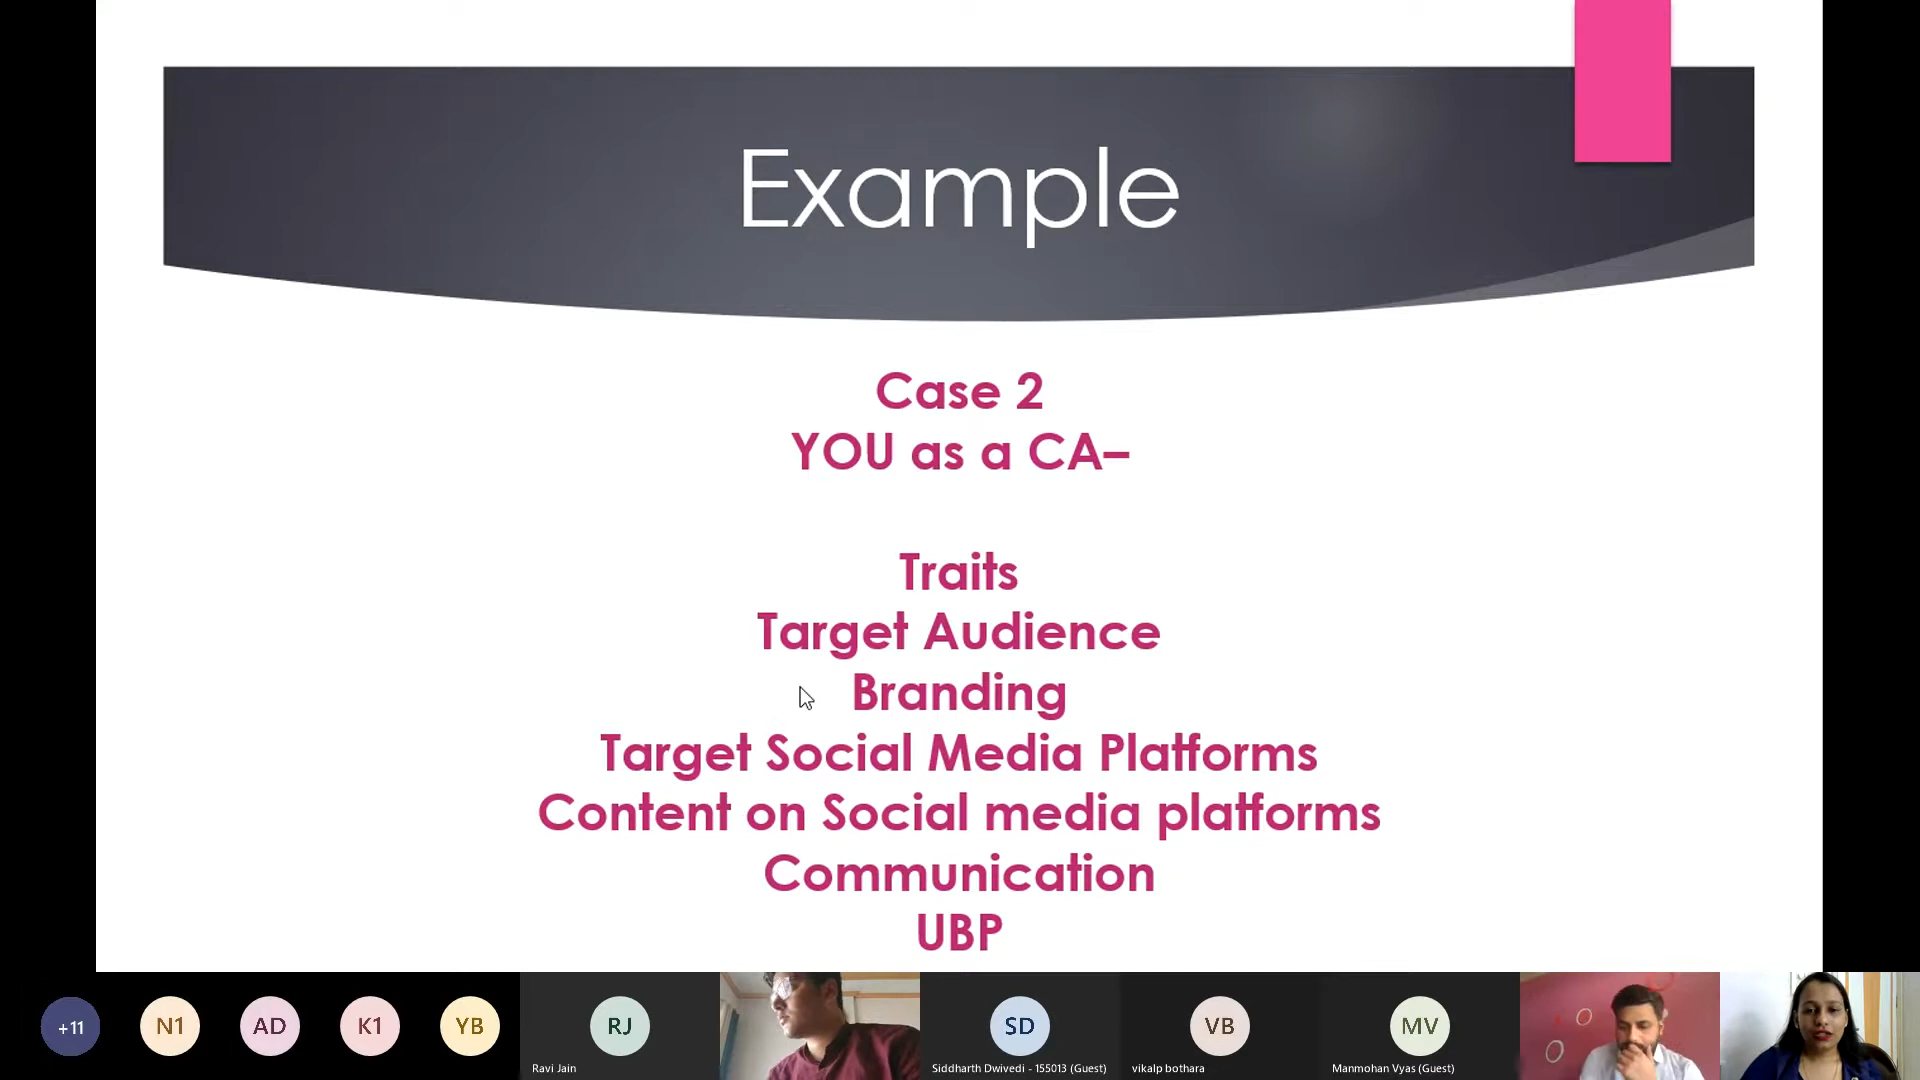 Example
Case 2
YOU as a CA–
Traits
Target Audience
Branding
Target Social Media Platforms
Content on Social media platforms
Communication
UBP
+11
N1
AD
K1
YB
RJ
SD
VB
MV
Ravi Jain
Siddharth Dwivedi - 155013 (Guest)
vikalp bothara
Manmohan Vyas (Guest)